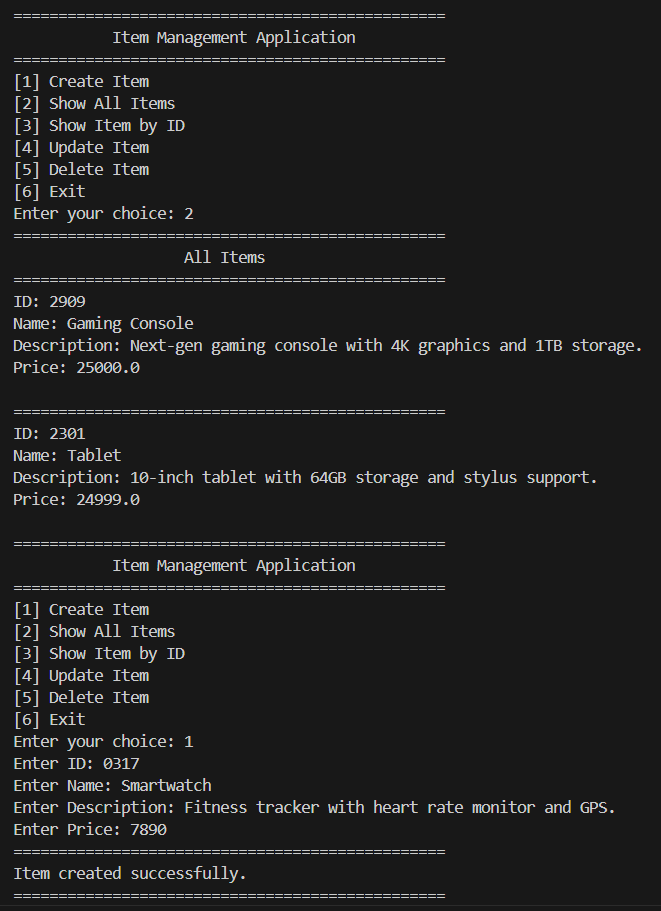 ================================================
Item Management Application
================================================
[1] Create Item
[2] Show All Items
[3] Show Item by ID
[4] Update Item
[5] Delete Item
[6] Exit
Enter your choice: 2
================================================
All Items
================================================
ID: 2909
Name: Gaming Console
Description: Next-gen gaming console with 4K graphics and 1TB storage.
Price: 25000.0
================================================
ID: 2301
Name: Tablet
Description: 10-inch tablet with 64GB storage and stylus support.
Price: 24999.0
================================================
Item Management Application
================================================
[1] Create Item
[2] Show All Items
[3] Show Item by ID
[4] Update Item
[5] Delete Item
[6] Exit
Enter your choice: 1
Enter ID: 0317
Enter Name: Smartwatch
Enter Description: Fitness tracker with heart rate monitor and GPS.
Enter Price: 7890
================================================
Item created successfully.
================================================